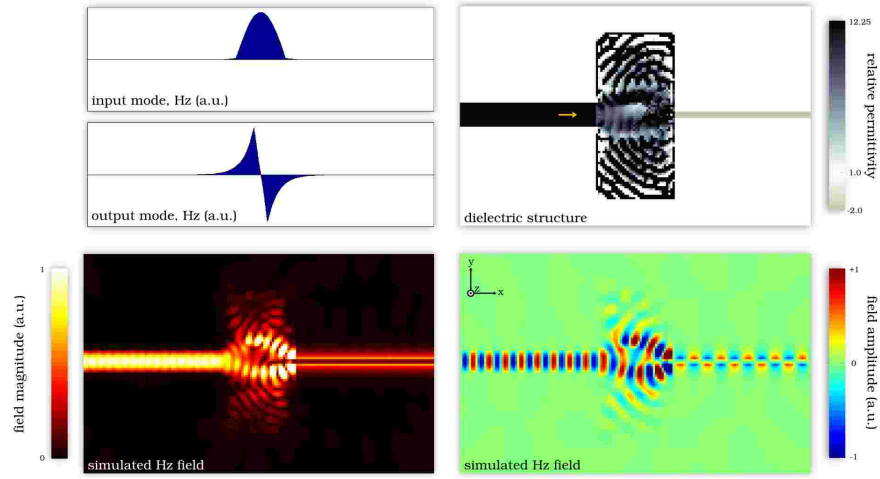 input mode, Hz (a.u.)
output mode, Hz (a.u.)
dielectric structure
12.25
1.0
-2.0
relative permittivity
1
0
field magnitude (a.u.)
simulated Hz field
y
z
x
simulated Hz field
+1
0
-1
field amplitude (a.u.)